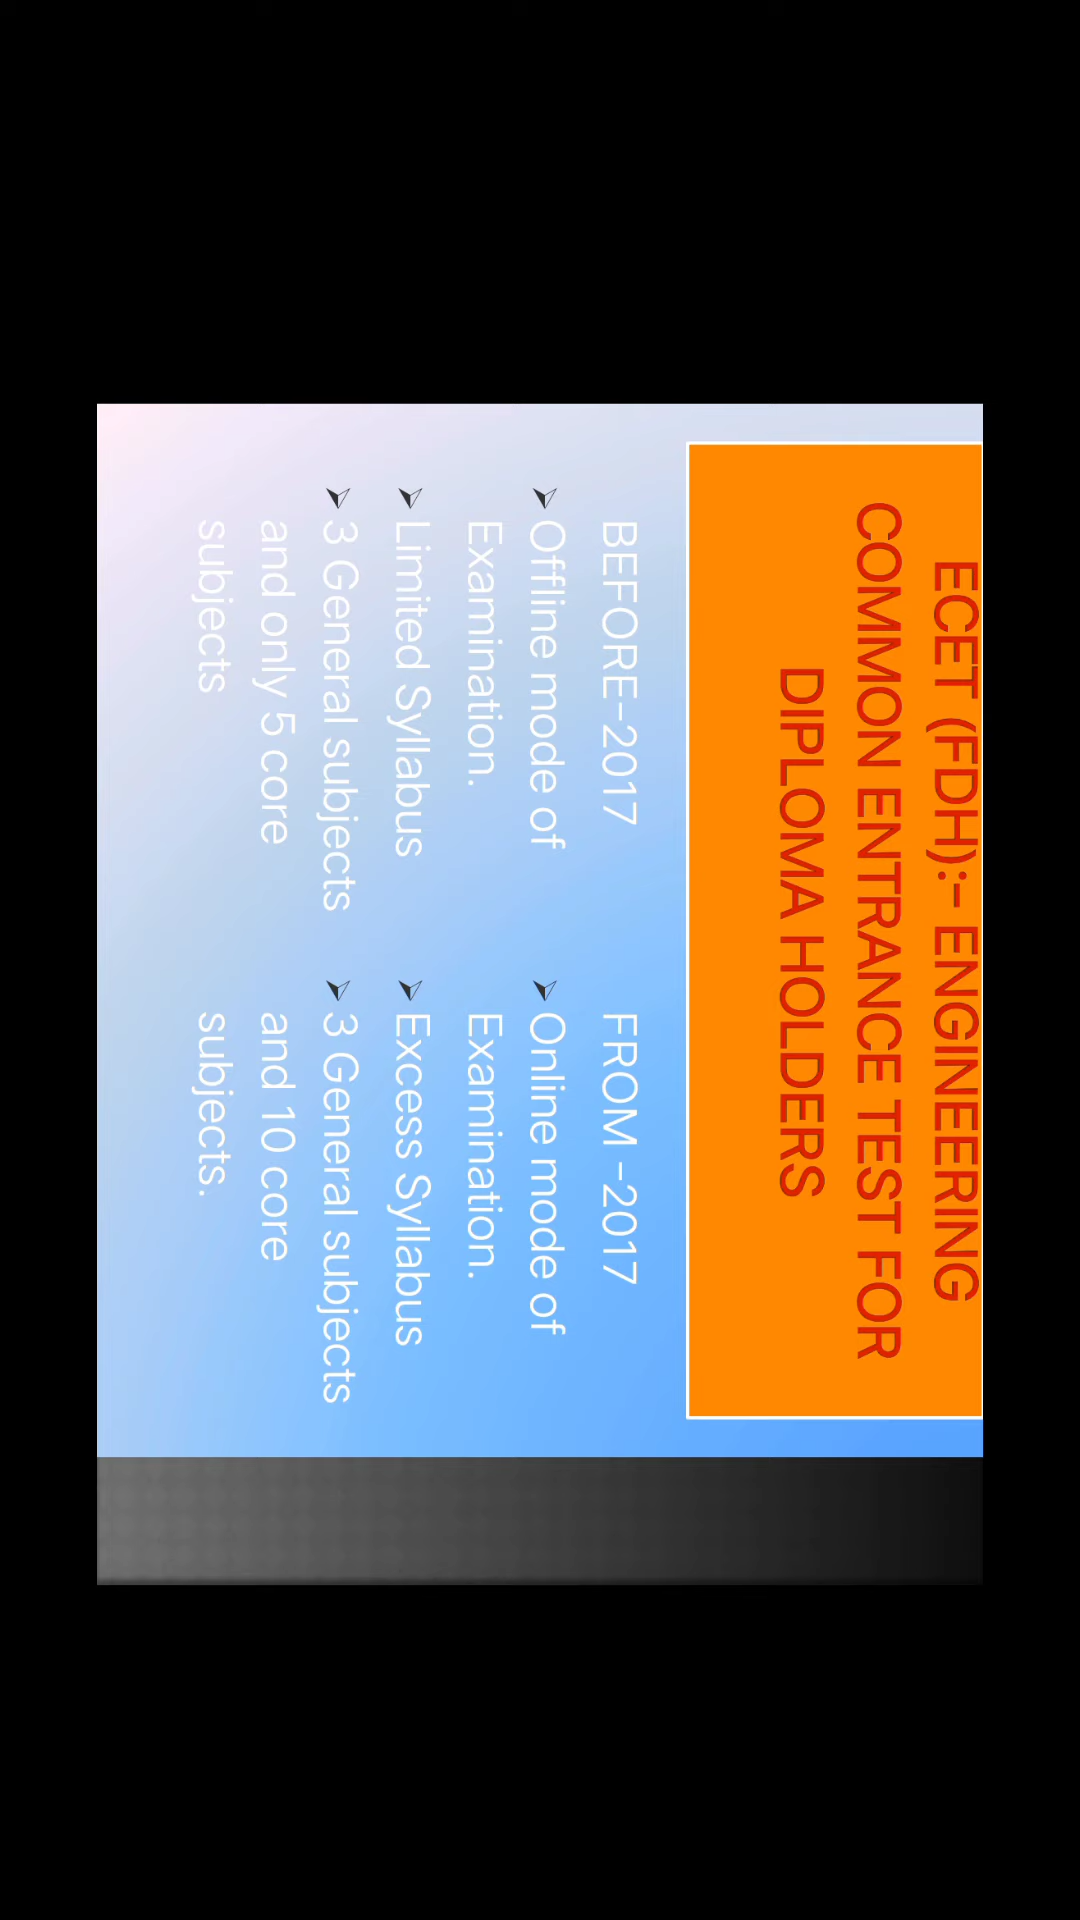 ECET (FDH):- ENGINEERING
COMMON ENTRANCE TEST FOR
DIPLOMA HOLDERS
BEFORE-2017
Offline mode of
Examination.
Limited Syllabus
3 General subjects
and only 5 core
subjects
FROM -2017
Online mode of
Examination.
Excess Syllabus
3 General subjects
and 10 core
subjects.